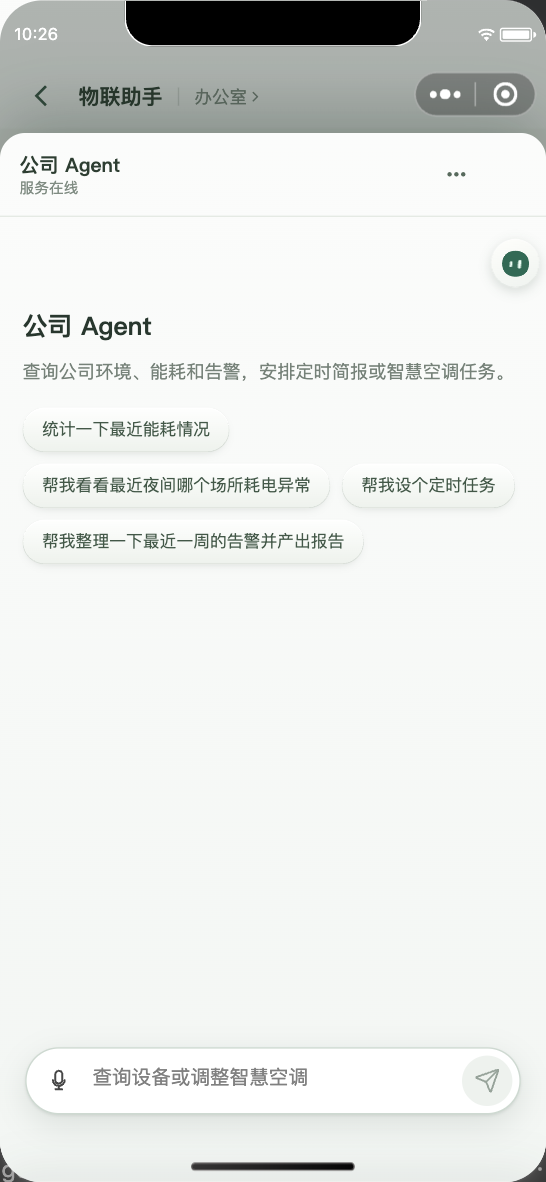 10:26
物联助手 办公室
公司 Agent
服务在线
公司 Agent
查询公司环境、能耗和告警，安排定时简报或智慧空调任务。
统计一下最近能耗情况
帮我看看最近夜间哪个场所耗电异常 帮我设个定时任务
帮我整理一下最近一周的告警并产出报告
查询设备或调整智慧空调